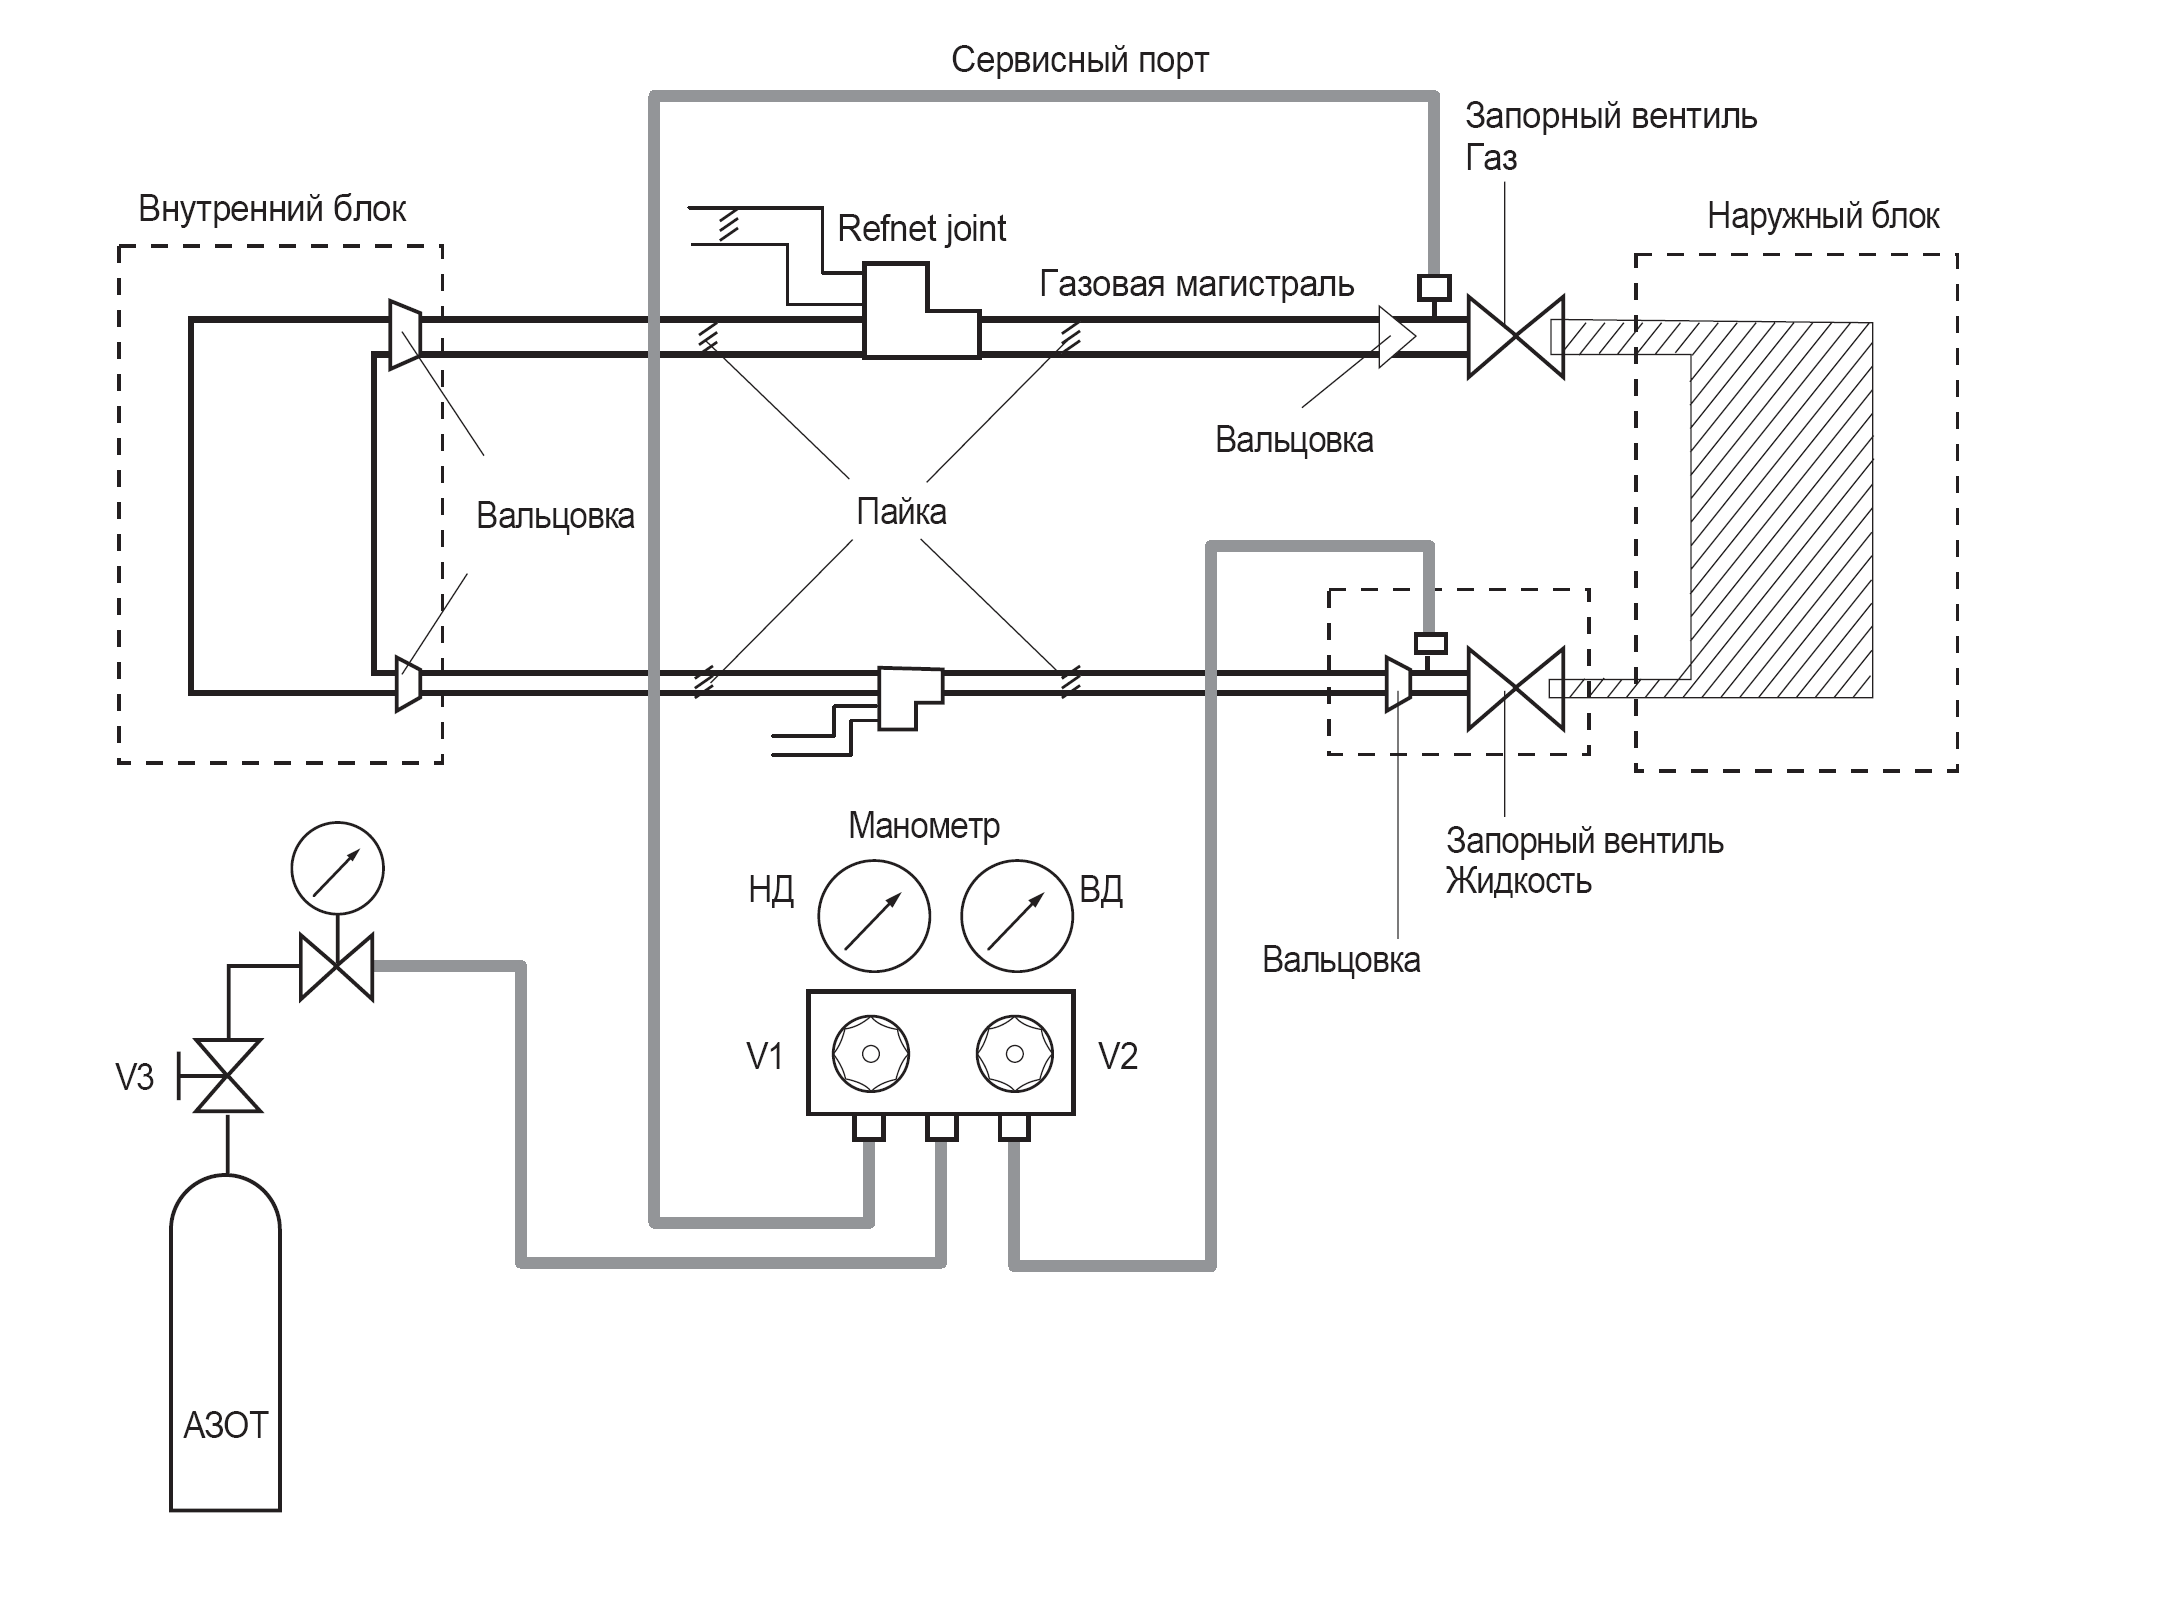 Сервисный порт
Запорный вентиль
Газ
Внутренний блок
Refnet joint
Наружный блок
Газовая магистраль
Вальцовка
Вальцовка
Пайка
Манометр
НД
ВД
Запорный вентиль
Жидкость
Вальцовка
V1
V2
V3
АЗОТ